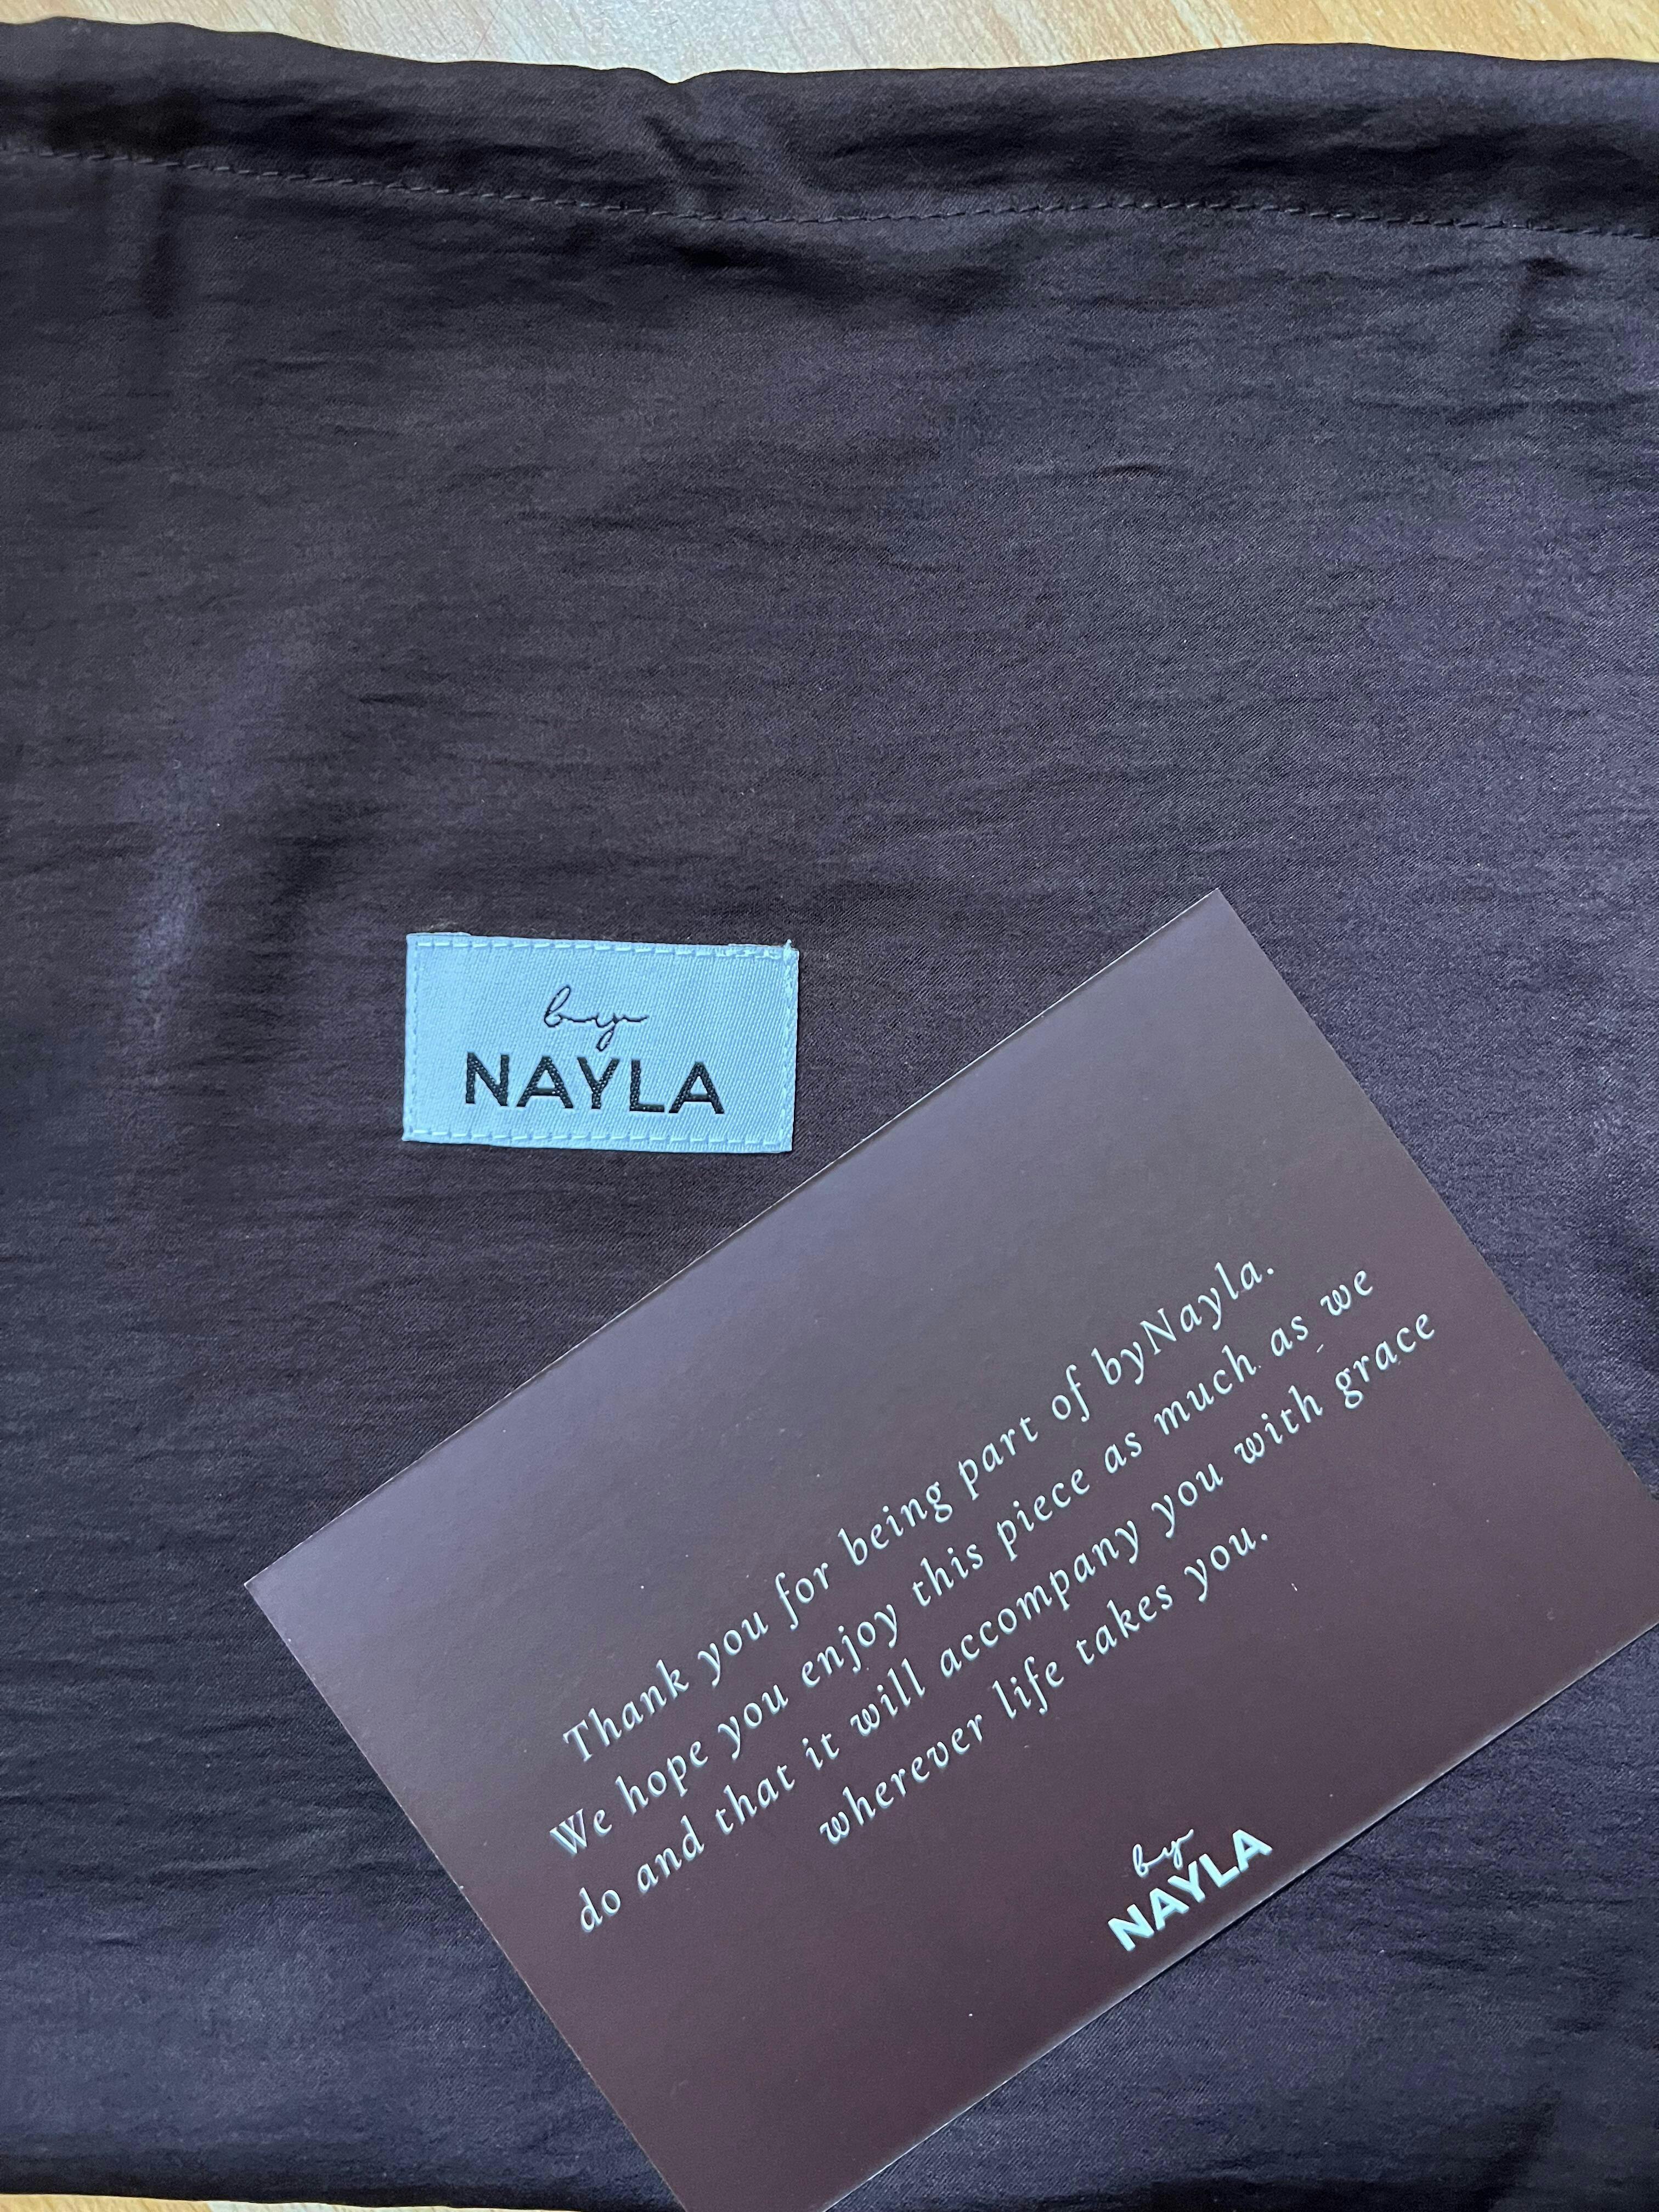 by
NAYLA
Thank you for being part of byNayla.
We hope you enjoy this piece as much as we
do and that it will accompany you with grace
wherever life takes you.
by
NAYLA